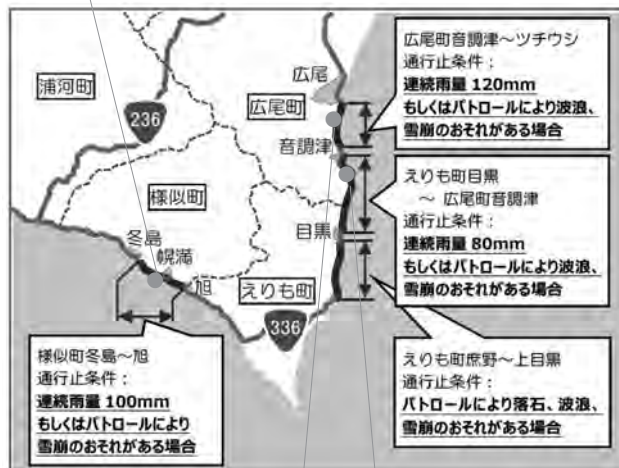 浦河町
236
様似町
冬島
幌満
旭
えりも町
336
広尾
広尾町
音調津
目黒
広尾町音調津～ツチウシ
通行止条件：
連続雨量 120mm
もしくはパトロールにより波浪、
雪崩のおそれがある場合
えりも町目黒
～ 広尾町音調津
通行止条件：
連続雨量 80mm
もしくはパトロールにより波浪、
雪崩のおそれがある場合
えりも町庶野～上目黒
通行止条件：
パトロールにより落石、波浪、
雪崩のおそれがある場合
様似町冬島～旭
通行止条件：
連続雨量 100mm
もしくはパトロールにより
雪崩のおそれがある場合